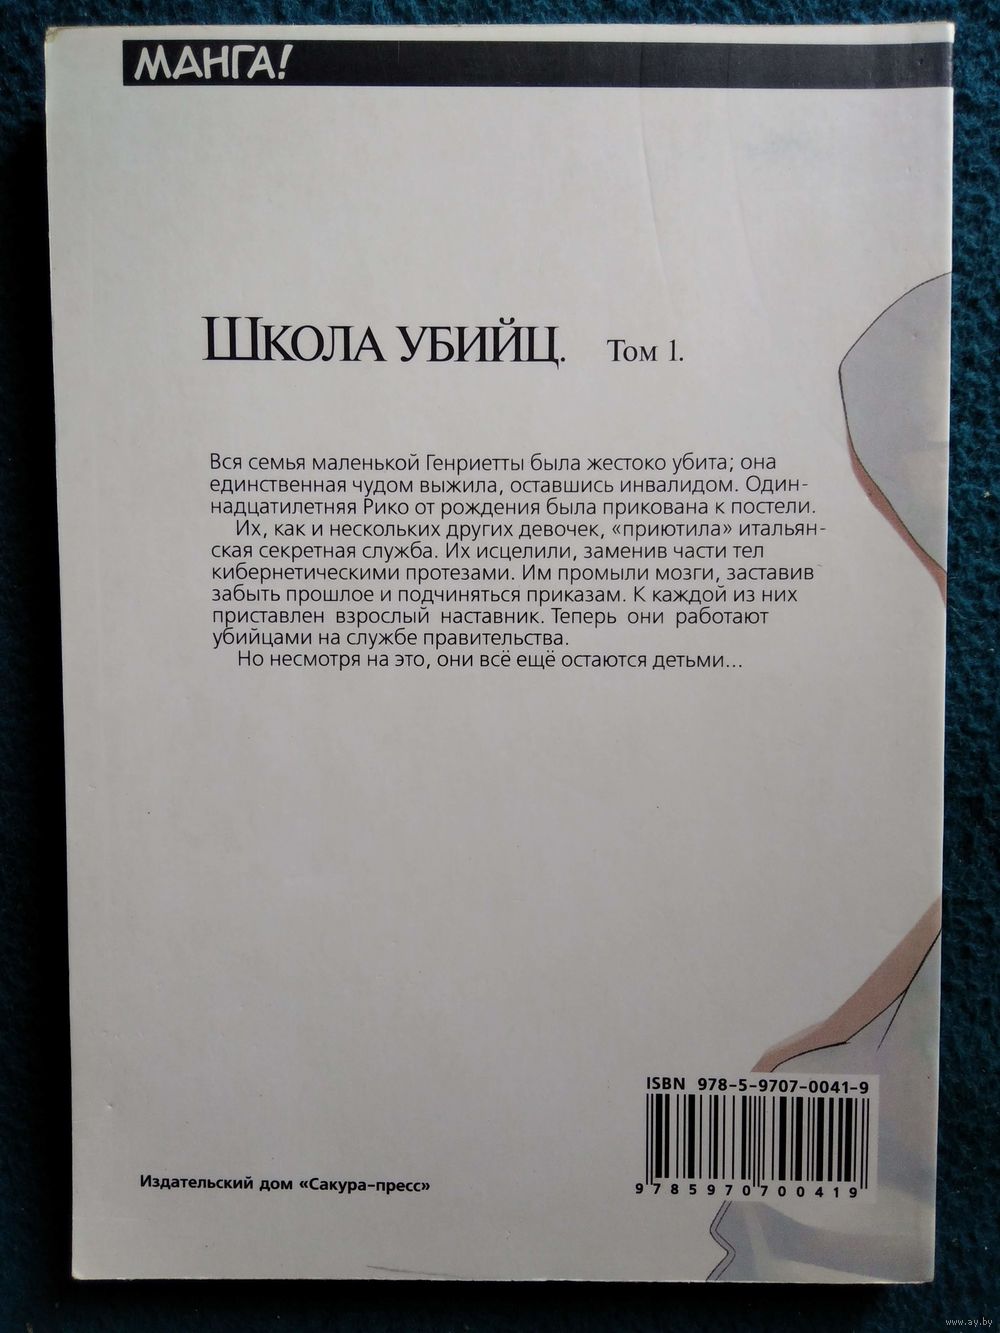 МАНГА!
ШКОЛА УБИЙЦ. Том 1.
Вся семья маленькой Генриетты была жестоко убита; она
единственная чудом выжила, оставшись инвалидом. Один-
надцатилетняя Рико от рождения была прикована к постели.
Их, как и нескольких других девочек, «приютила» итальян-
ская секретная служба. Их исцелили, заменив части тел
кибернетическими протезами. Им промыли мозги, заставив
забыть прошлое и подчиняться приказам. К каждой из них
приставлен взрослый наставник. Теперь они работают
убийцами на службе правительства.
Но несмотря на это, они всё ещё остаются детьми...
ISBN 978-5-9707-0041-9
9785970700419
Издательский дом «Сакура-пресс»
www.ay.by